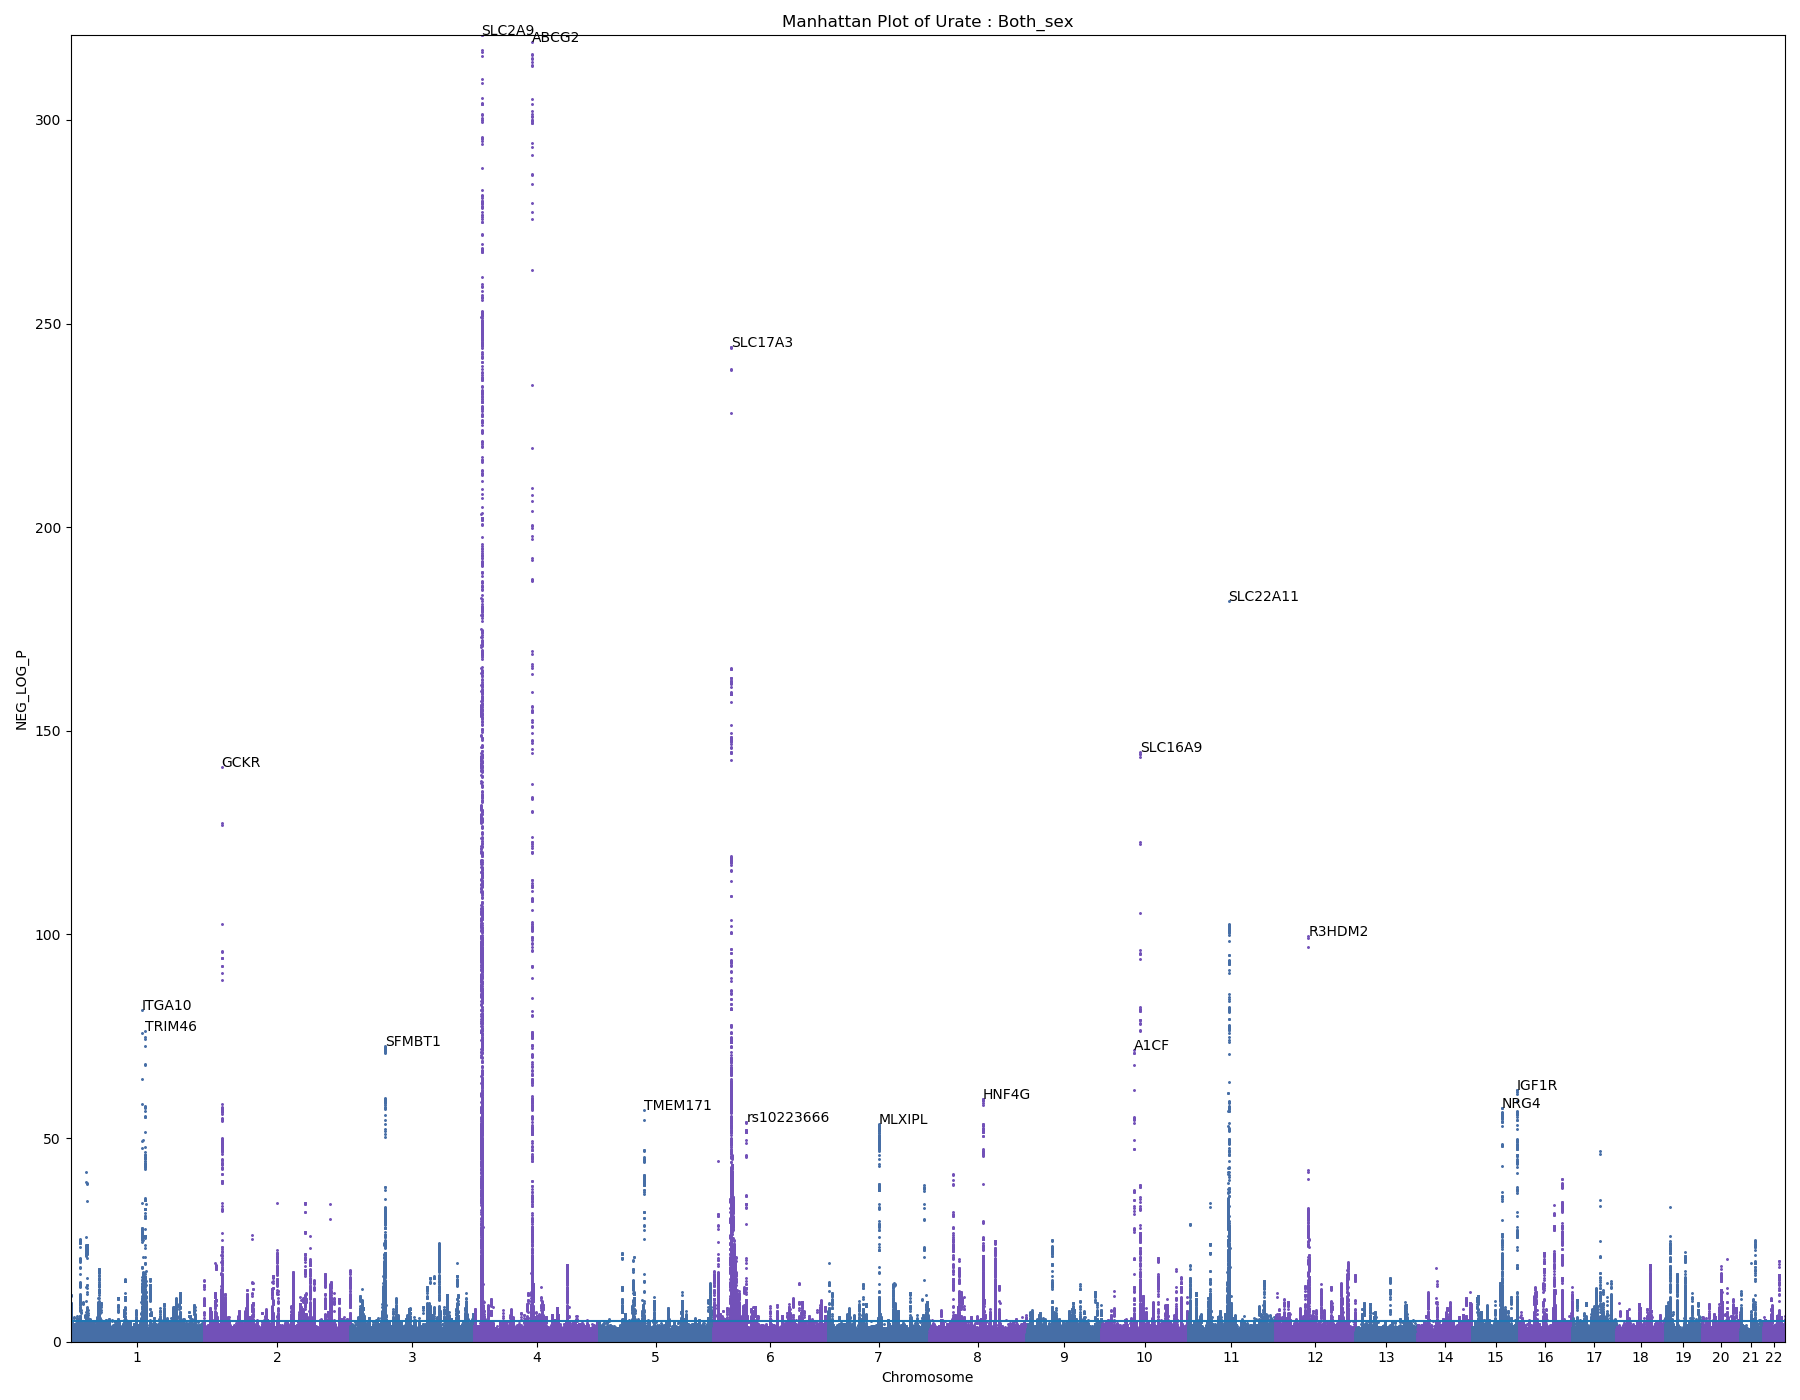 Manhattan Plot of Urate : Both_sex
SLC2A9
ABCG2
300
250
SLC17A3
200
SLC22A11
NEG_LOG_P
150
SLC16A9
GCKR
100
R3HDM2
ITGA10
TRIM46
SFMBT1
A1CF
IGF1R
HNF4G
NRG4
TMEM171
rs10223666
MLXIPL
50
0
1 2 3 4 5 6 7 8 9 10 11 12 13 14 15 16 17 18 19 20 21 22
Chromosome